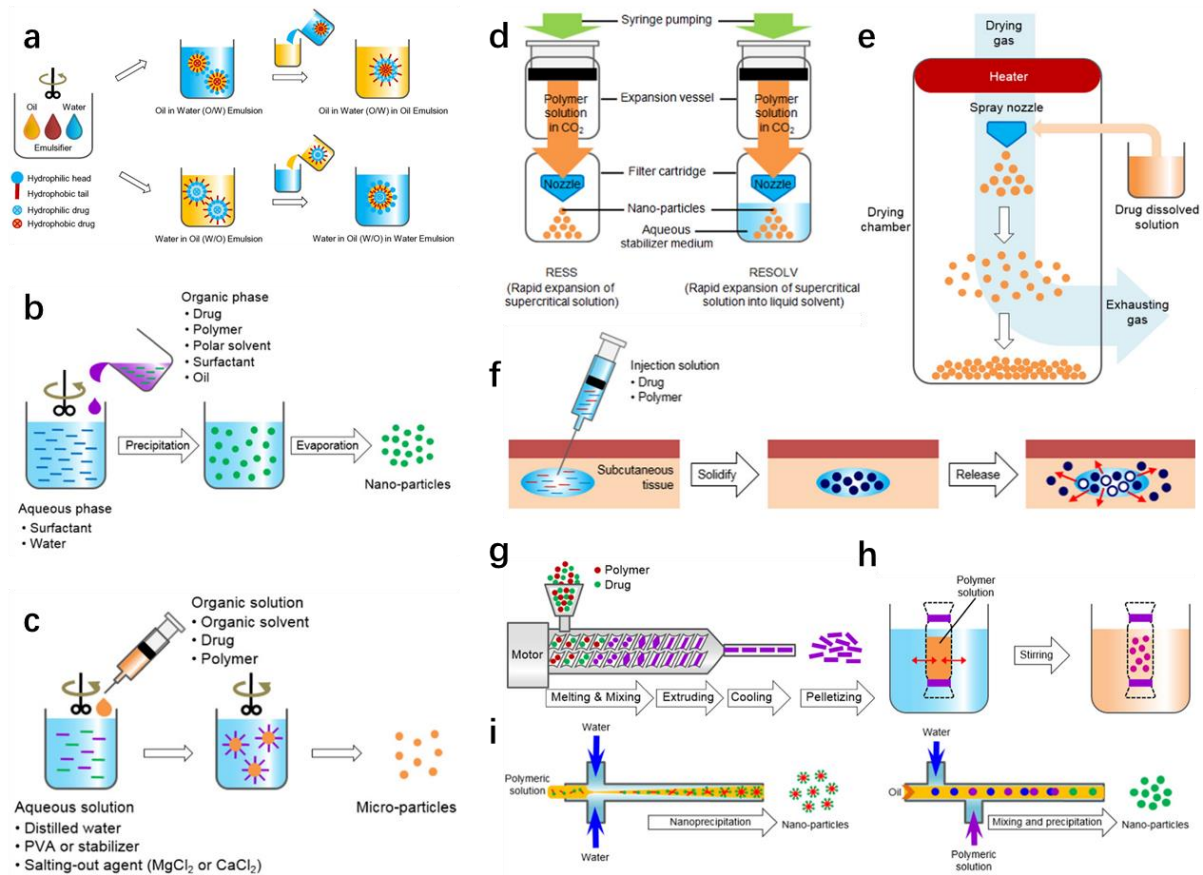 a
Oil
Water
Emulsifier
Hydrophilic head
Hydrophobic tail
Hydrophilic drug
Hydrophobic drug
Oil in Water (O/W) Emulsion
Oil in Water (O/W) in Oil Emulsion
Water in Oil (W/O) Emulsion
Water in Oil (W/O) in Water Emulsion
b
Organic phase
• Drug
• Polymer
• Polar solvent
• Surfactant
• Oil
Precipitation
Evaporation
Nano-particles
Aqueous phase
• Surfactant
• Water
c
Organic solution
• Organic solvent
• Drug
• Polymer
Micro-particles
Aqueous solution
• Distilled water
• PVA or stabilizer
• Salting-out agent (MgCl₂ or CaCl₂)
d
Syringe pumping
Polymer
solution
in CO₂
Expansion vessel
Polymer
solution
in CO₂
Filter cartridge
Nozzle
Nozzle
Nano-particles
Aqueous
stabilizer medium
RESS
(Rapid expansion of
supercritical solution)
RESOLV
(Rapid expansion of supercritical
solution into liquid solvent)
e
Drying
gas
Heater
Spray nozzle
Drying
chamber
Drug dissolved
solution
Exhausting
gas
f
Injection solution
• Drug
• Polymer
Subcutaneous
tissue
Solidify
Release
g
Polymer
Drug
Motor
Melting & Mixing
Extruding
Cooling
Pelletizing
h
Polymer
solution
Stirring
i
Water
Polymeric
solution
Nanoprecipitation
Nano-particles
Water
Water
Oil
Mixing and precipitation
Nano-particles
Polymeric
solution